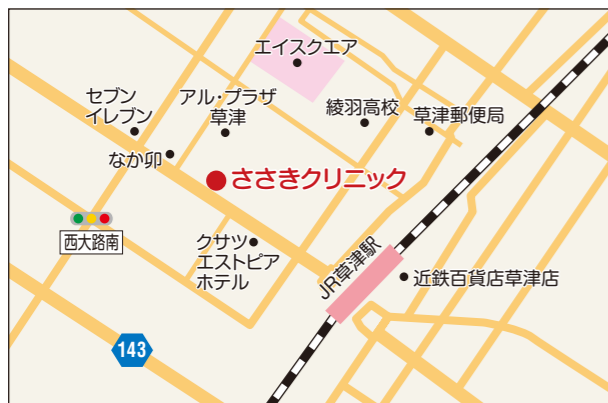 エイスクエア
セブン
イレブン
アル・プラザ
草津
綾羽高校
草津郵便局
なか卯
ささきクリニック
西大路南
クサツ
エストピア
ホテル
JR草津駅
近鉄百貨店草津店
143